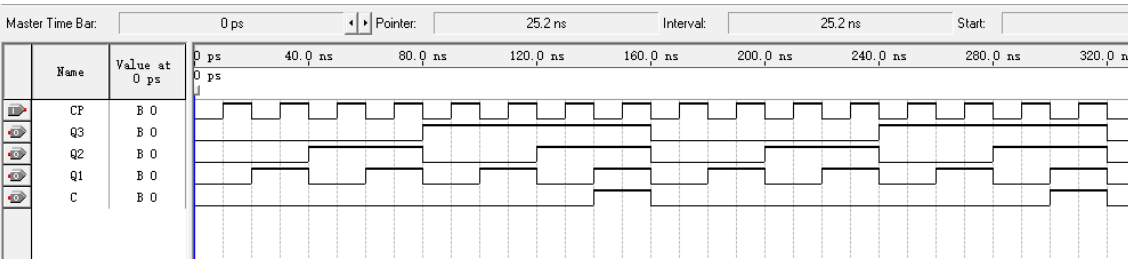 Master Time Bar: 0 ps Pointer: 25.2 ns Interval: 25.2 ns Start:
Name Value at 0 ps
0 ps 40.0 ns 80.0 ns 120.0 ns 160.0 ns 200.0 ns 240.0 ns 280.0 ns 320.0 n
0 ps
CP B 0
Q3 B 0
Q2 B 0
Q1 B 0
C B 0